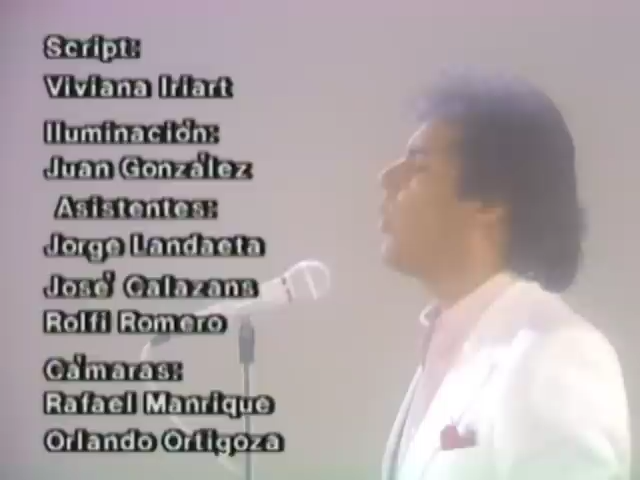 Script:
Viviana Iriart
Iluminación:
Juan González
Asistentes:
Jorge Landaeta
José Calazans
Rolfi Romero
Cámaras:
Rafael Manrique
Orlando Ortigoza